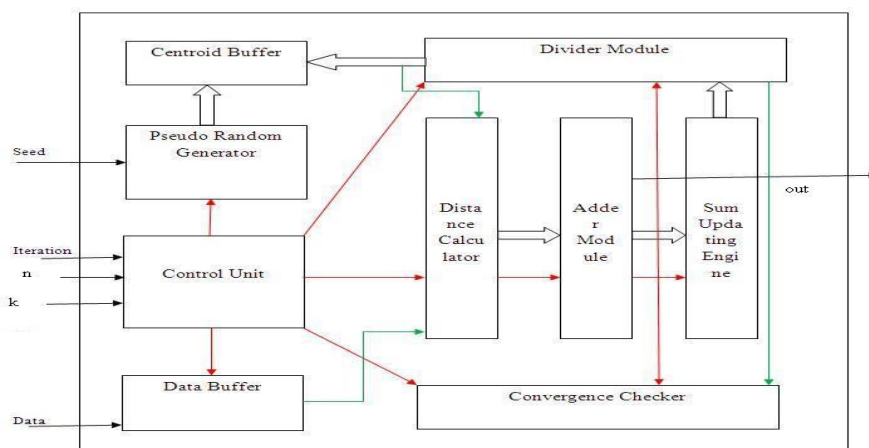 Centroid Buffer
Divider Module
Pseudo Random
Generator
Seed
Dista
nce
Calcu
lator
Adde
r
Mod
ule
Sum
Upda
ting
Engi
ne
out
Iteration
n
k
Control Unit
Data Buffer
Data
Convergence Checker